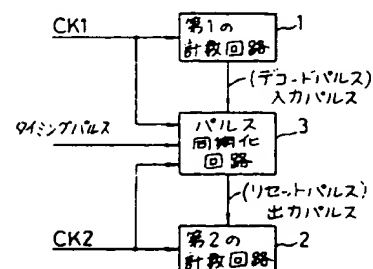 CK1
第1の
計数回路
1
(デコードパルス)
入力パルス
タイミングパルス
パルス
同期化
回路
3
(リセットパルス)
出力パルス
CK2
第2の
計数回路
2